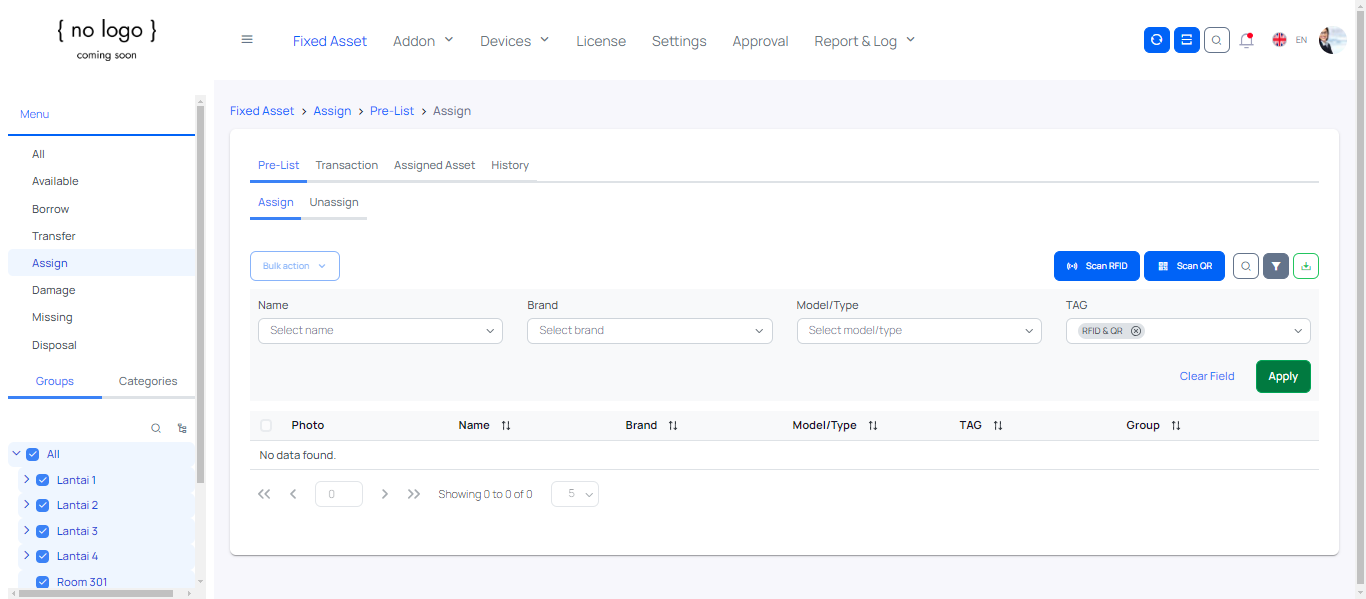 { no logo }
coming soon
Fixed Asset Addon Devices License Settings Approval Report & Log EN
Menu
All
Available
Borrow
Transfer
Assign
Damage
Missing
Disposal
Groups Categories
All
Lantai 1
Lantai 2
Lantai 3
Lantai 4
Room 301
Fixed Asset > Assign > Pre-List > Assign
Pre-List Transaction Assigned Asset History
Assign Unassign
Bulk action Scan RFID Scan QR
Name Brand Model/Type TAG
Select name Select brand Select model/type RFID & QR
Clear Field Apply
Photo Name Brand Model/Type TAG Group
No data found.
0 Showing 0 to 0 of 0 5